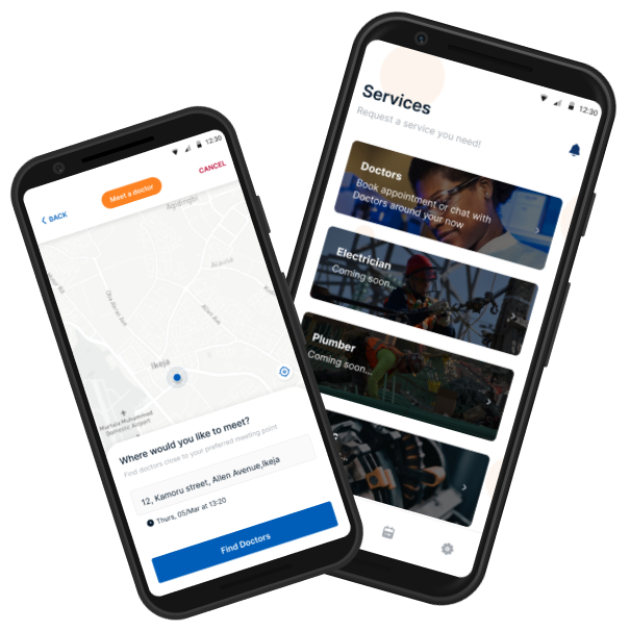 12:30
Meet a doctor
CANCEL
BACK
Agidingbi
Ikeja
Murtala Muhammed
Domestic Airport
Where would you like to meet?
Find doctors close to your preferred meeting point
12, Kamoru street, Allen Avenue,Ikeja
Thurs, 05/Mar at 13:20
Find Doctors
12:30
Services
Request a service you need!
Doctors
Book appointment or chat with
Doctors around your now
Electrician
Coming soon...
Plumber
Coming soon...